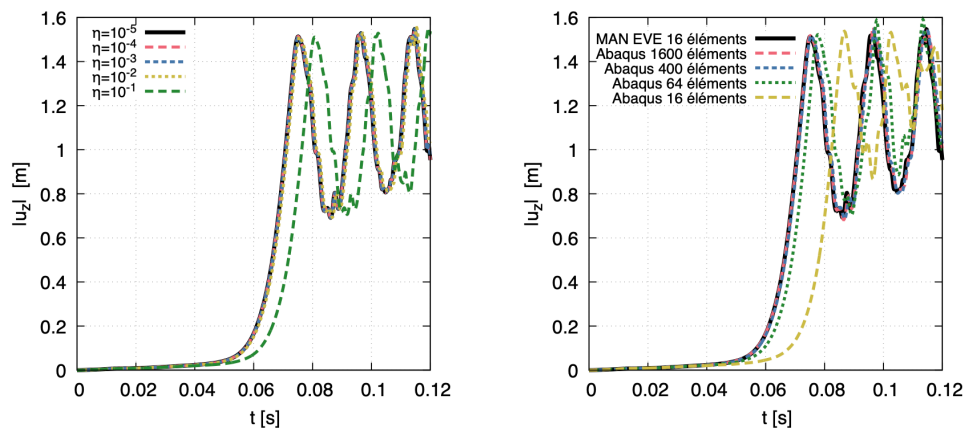 η=10-5
η=10-4
η=10-3
η=10-2
η=10-1
1.6
1.4
1.2
1
0.8
0.6
0.4
0.2
0
|uz| [m]
0 0.02 0.04 0.06 0.08 0.1 0.12
t [s]
MAN EVE 16 éléments
Abaqus 1600 éléments
Abaqus 400 éléments
Abaqus 64 éléments
Abaqus 16 éléments
1.6
1.4
1.2
1
0.8
0.6
0.4
0.2
0
|uz| [m]
0 0.02 0.04 0.06 0.08 0.1 0.12
t [s]